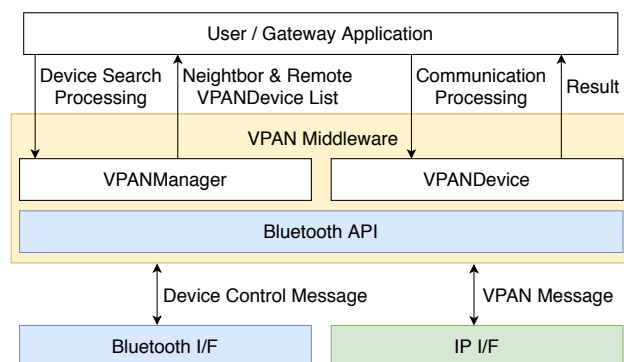 User / Gateway Application
Device Search
Processing
Neightbor & Remote
VPANDevice List
Communication
Processing
Result
VPAN Middleware
VPANManager
VPANDevice
Bluetooth API
Device Control Message
VPAN Message
Bluetooth I/F
IP I/F